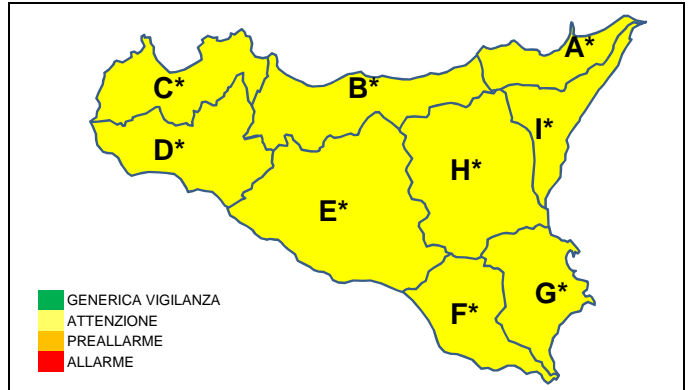 A*
C*
B*
I*
D*
H*
E*
G*
F*
GENERICA VIGILANZA
ATTENZIONE
PREALLARME
ALLARME